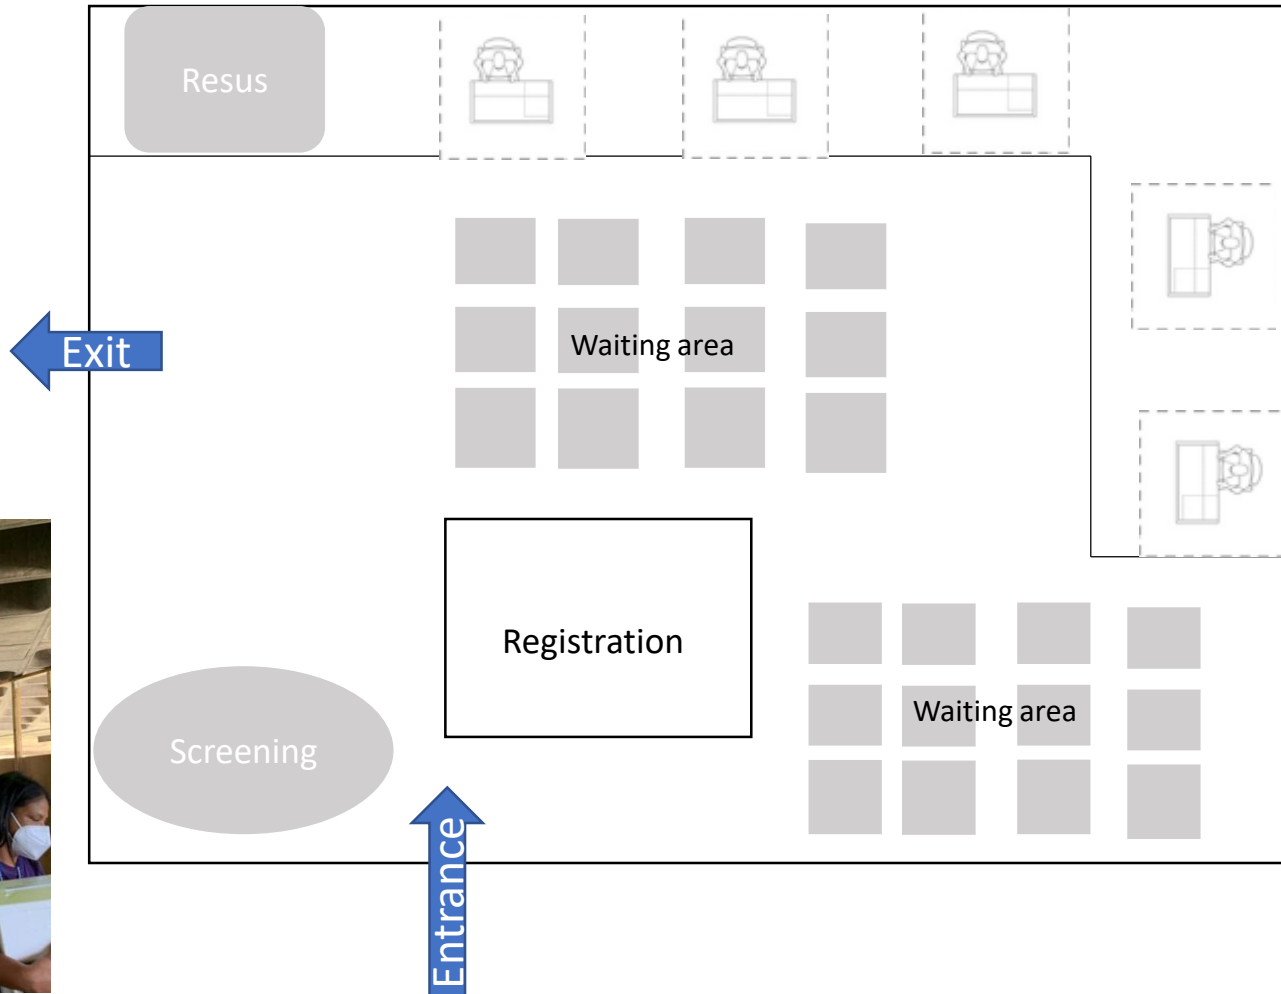 Resus
Exit
Waiting area
Registration
Waiting area
Screening
Entrance